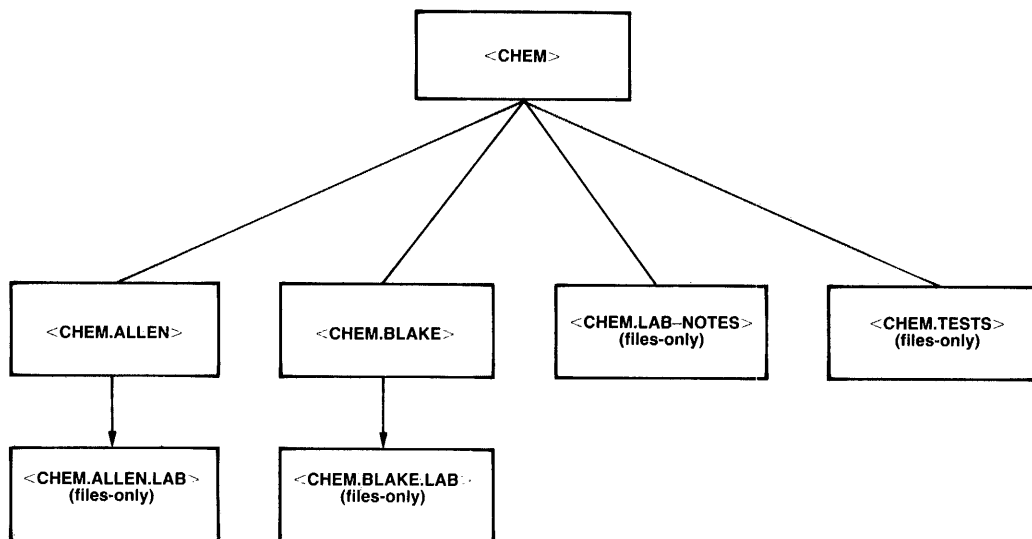 <CHEM>
<CHEM.ALLEN>
<CHEM.BLAKE>
<CHEM.LAB-NOTES>
(files-only)
<CHEM.TESTS>
(files-only)
<CHEM.ALLEN.LAB>
(files-only)
<CHEM.BLAKE.LAB>
(files-only)